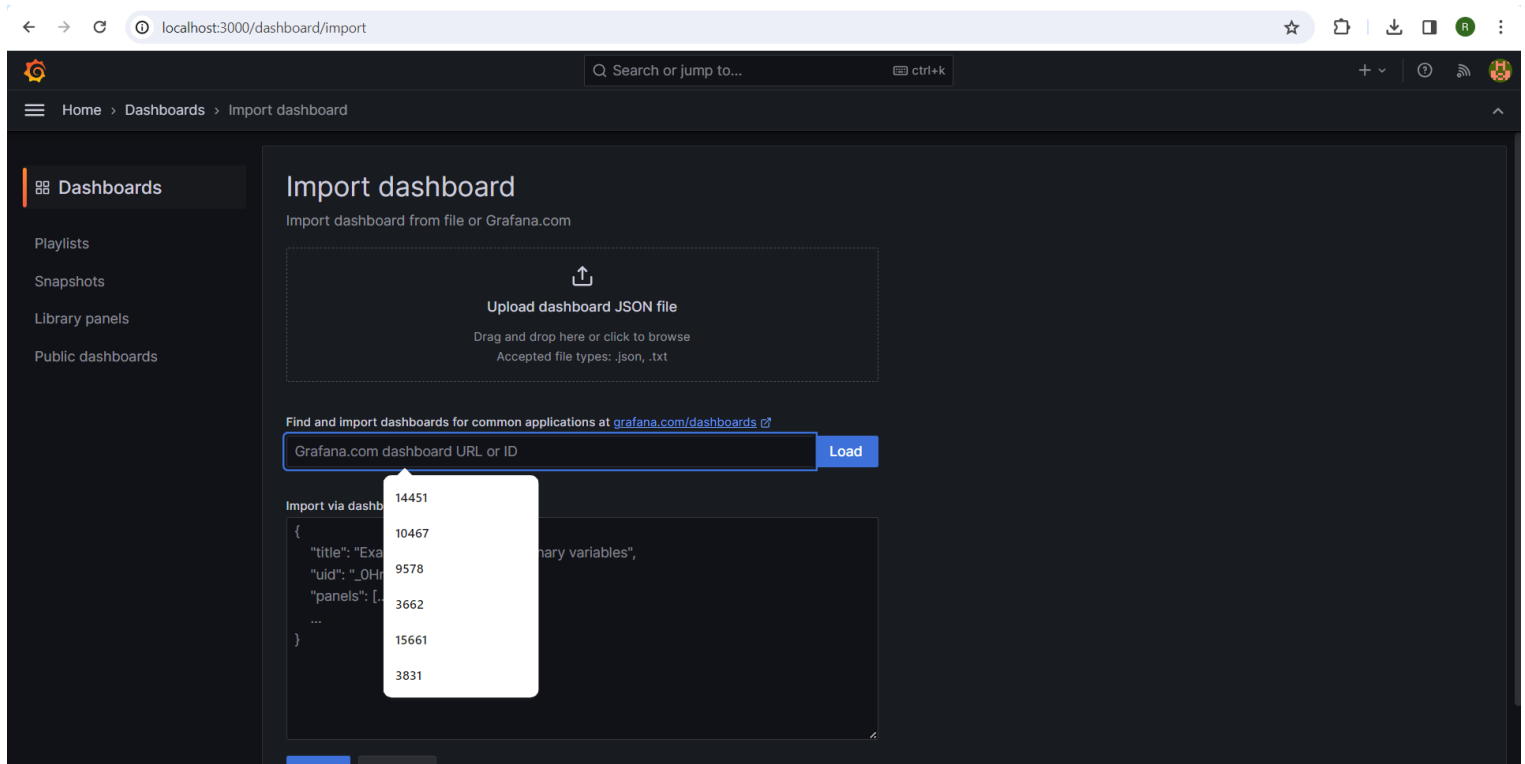 localhost:3000/dashboard/import
R
Search or jump to... ctrl+k
Home › Dashboards › Import dashboard
Dashboards
Playlists
Snapshots
Library panels
Public dashboards
Import dashboard
Import dashboard from file or Grafana.com
Upload dashboard JSON file
Drag and drop here or click to browse
Accepted file types: .json, .txt
Find and import dashboards for common applications at grafana.com/dashboards
Grafana.com dashboard URL or ID
Load
14451
10467
9578
3662
15661
3831
Import via dashb
{
"title": "Exa nary variables",
"uid": "_0Hr
"panels": [..
...
}